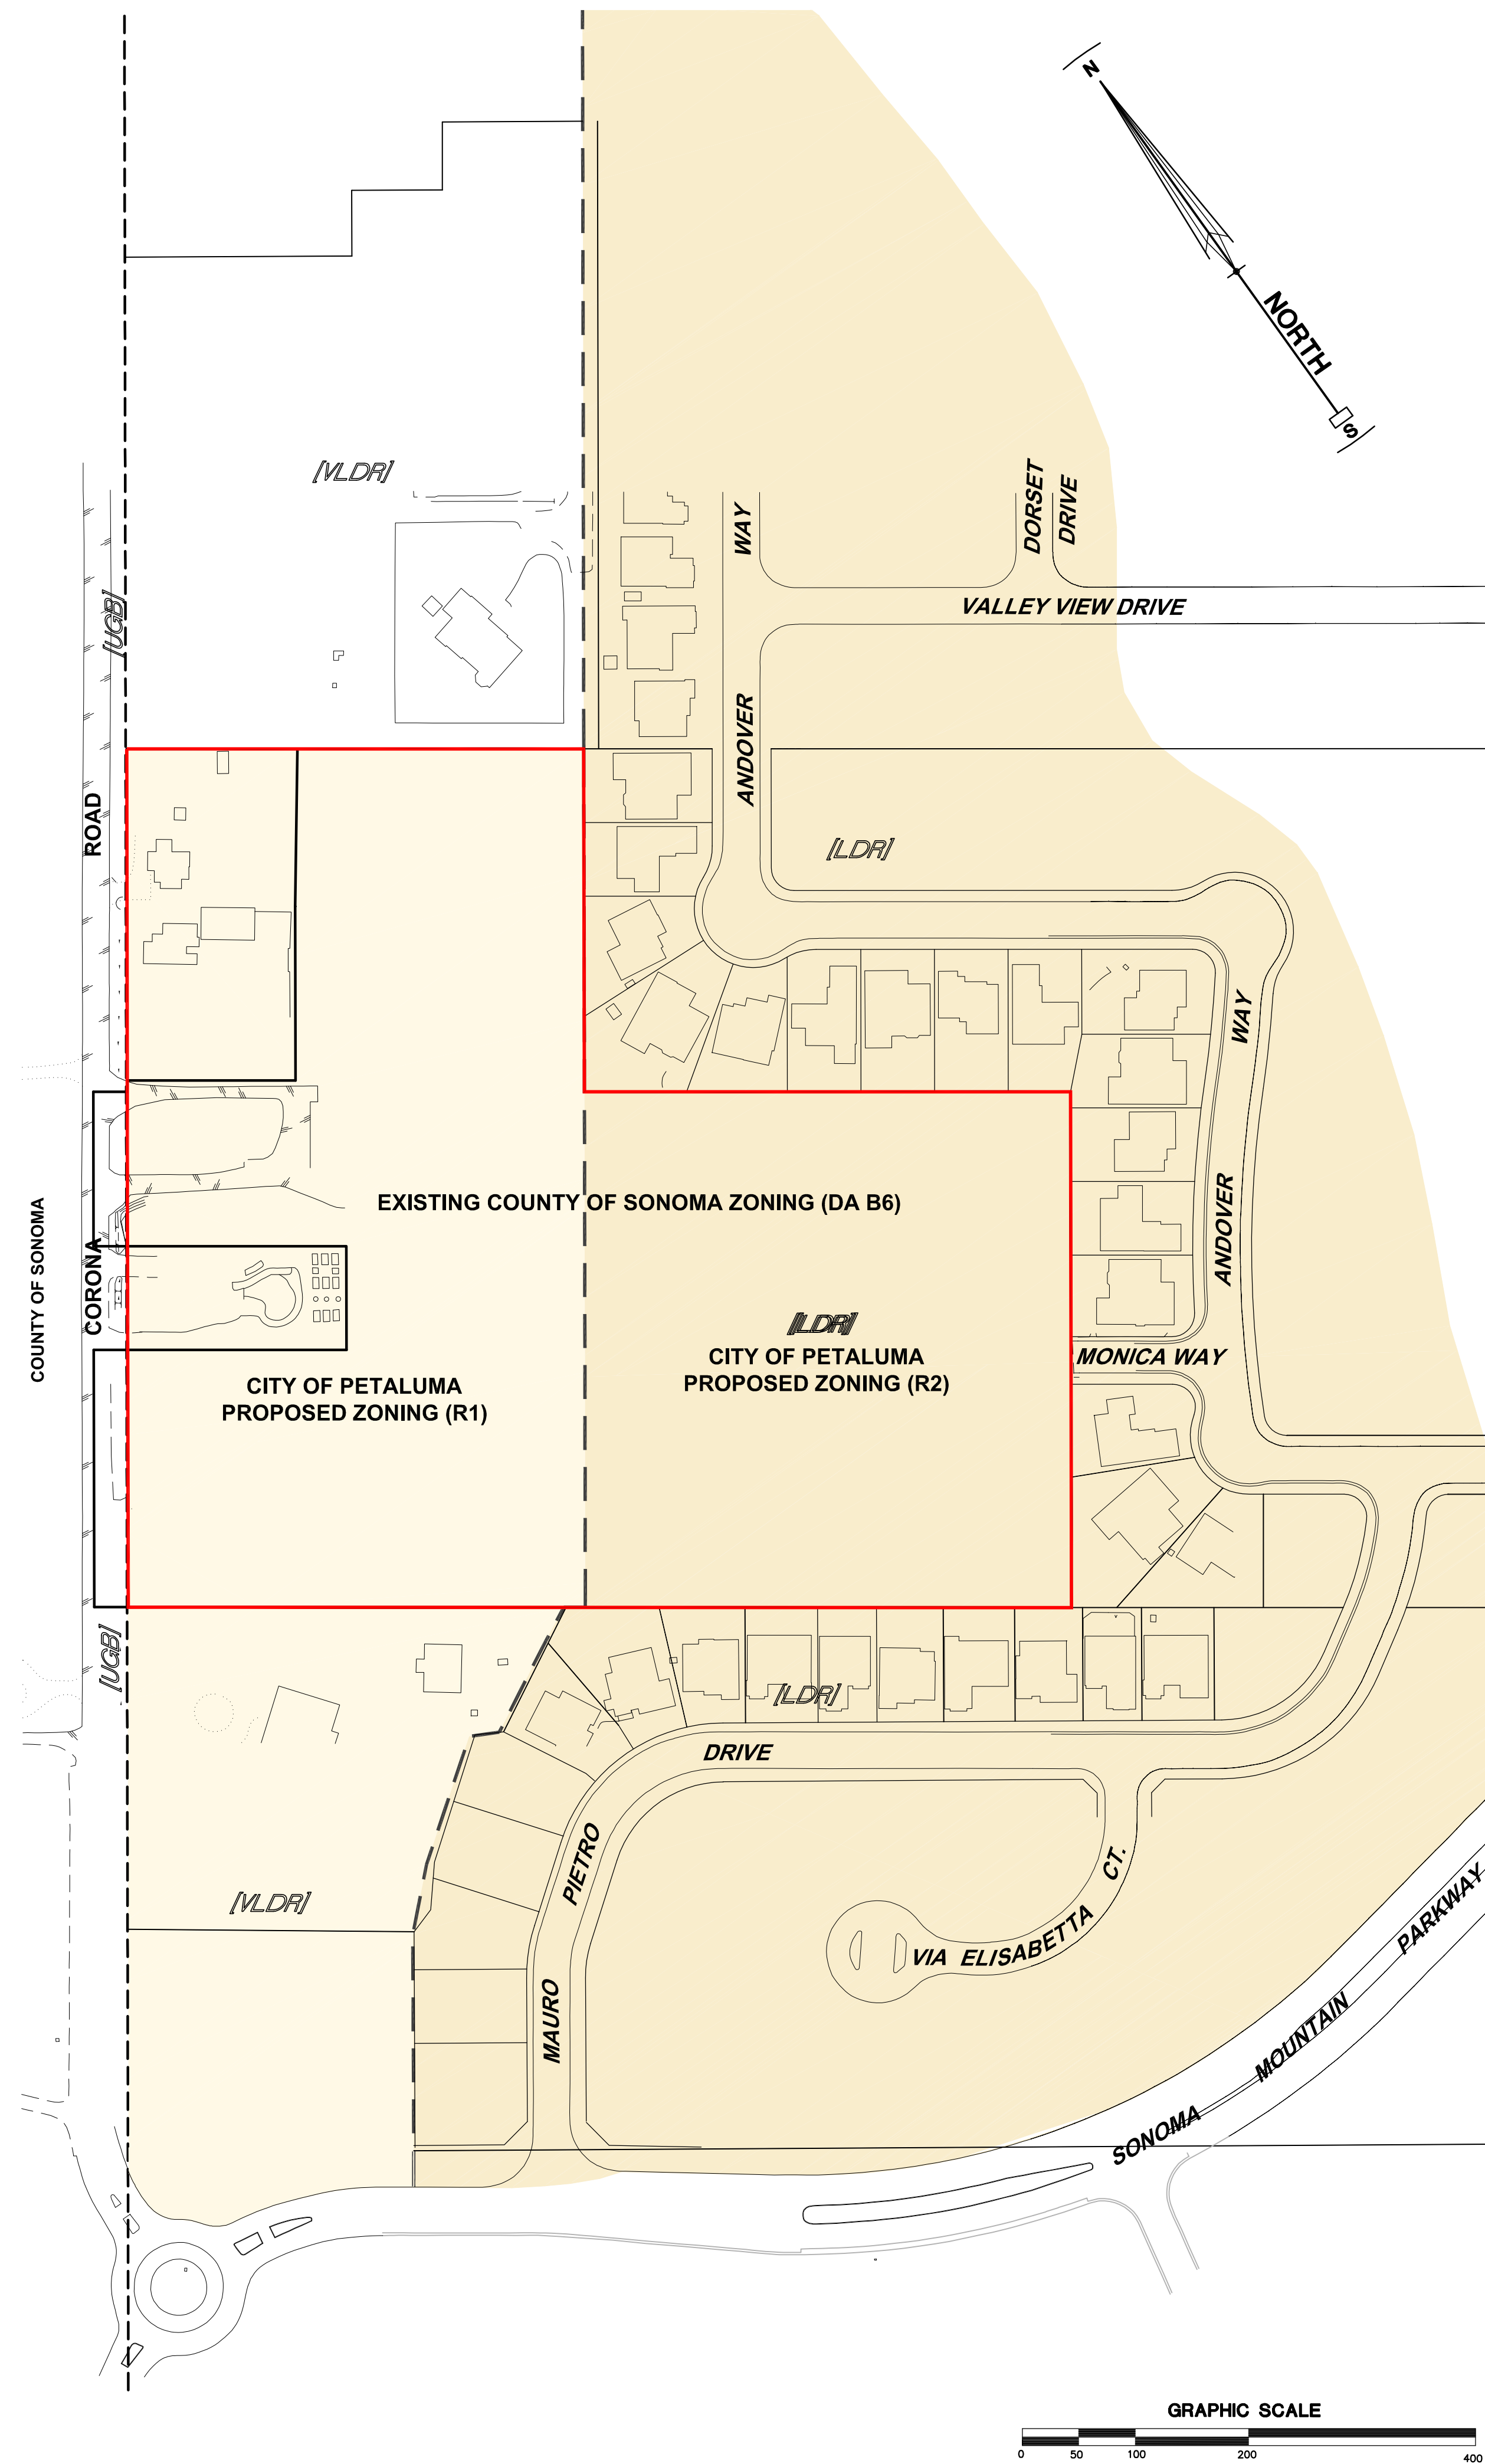 N
NORTH
S
[VLDR]
WAY
DORSET
DRIVE
VALLEY VIEW DRIVE
[UGB]
ANDOVER
ROAD
[LDR]
WAY
ANDOVER
EXISTING COUNTY OF SONOMA ZONING (DA B6)
COUNTY OF SONOMA
CORONA
[LDR]
CITY OF PETALUMA
PROPOSED ZONING (R2)
MONICA WAY
CITY OF PETALUMA
PROPOSED ZONING (R1)
[UGB]
[LDR]
DRIVE
PIETRO
MAURO
CT.
VIA ELISABETTA
[VLDR]
PARKWAY
MOUNTAIN
SONOMA
GRAPHIC SCALE
0 50 100 200 400